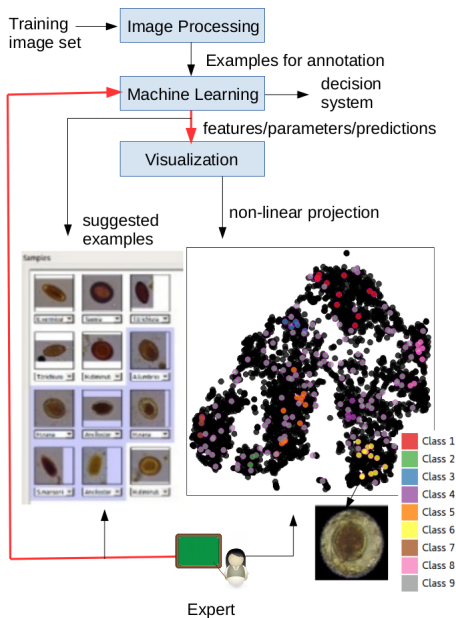 Training
image set
Image Processing
Examples for annotation
Machine Learning
decision
system
features/parameters/predictions
Visualization
suggested
examples
non-linear projection
Samples
Class 1
Class 2
Class 3
Class 4
Class 5
Class 6
Class 7
Class 8
Class 9
Expert